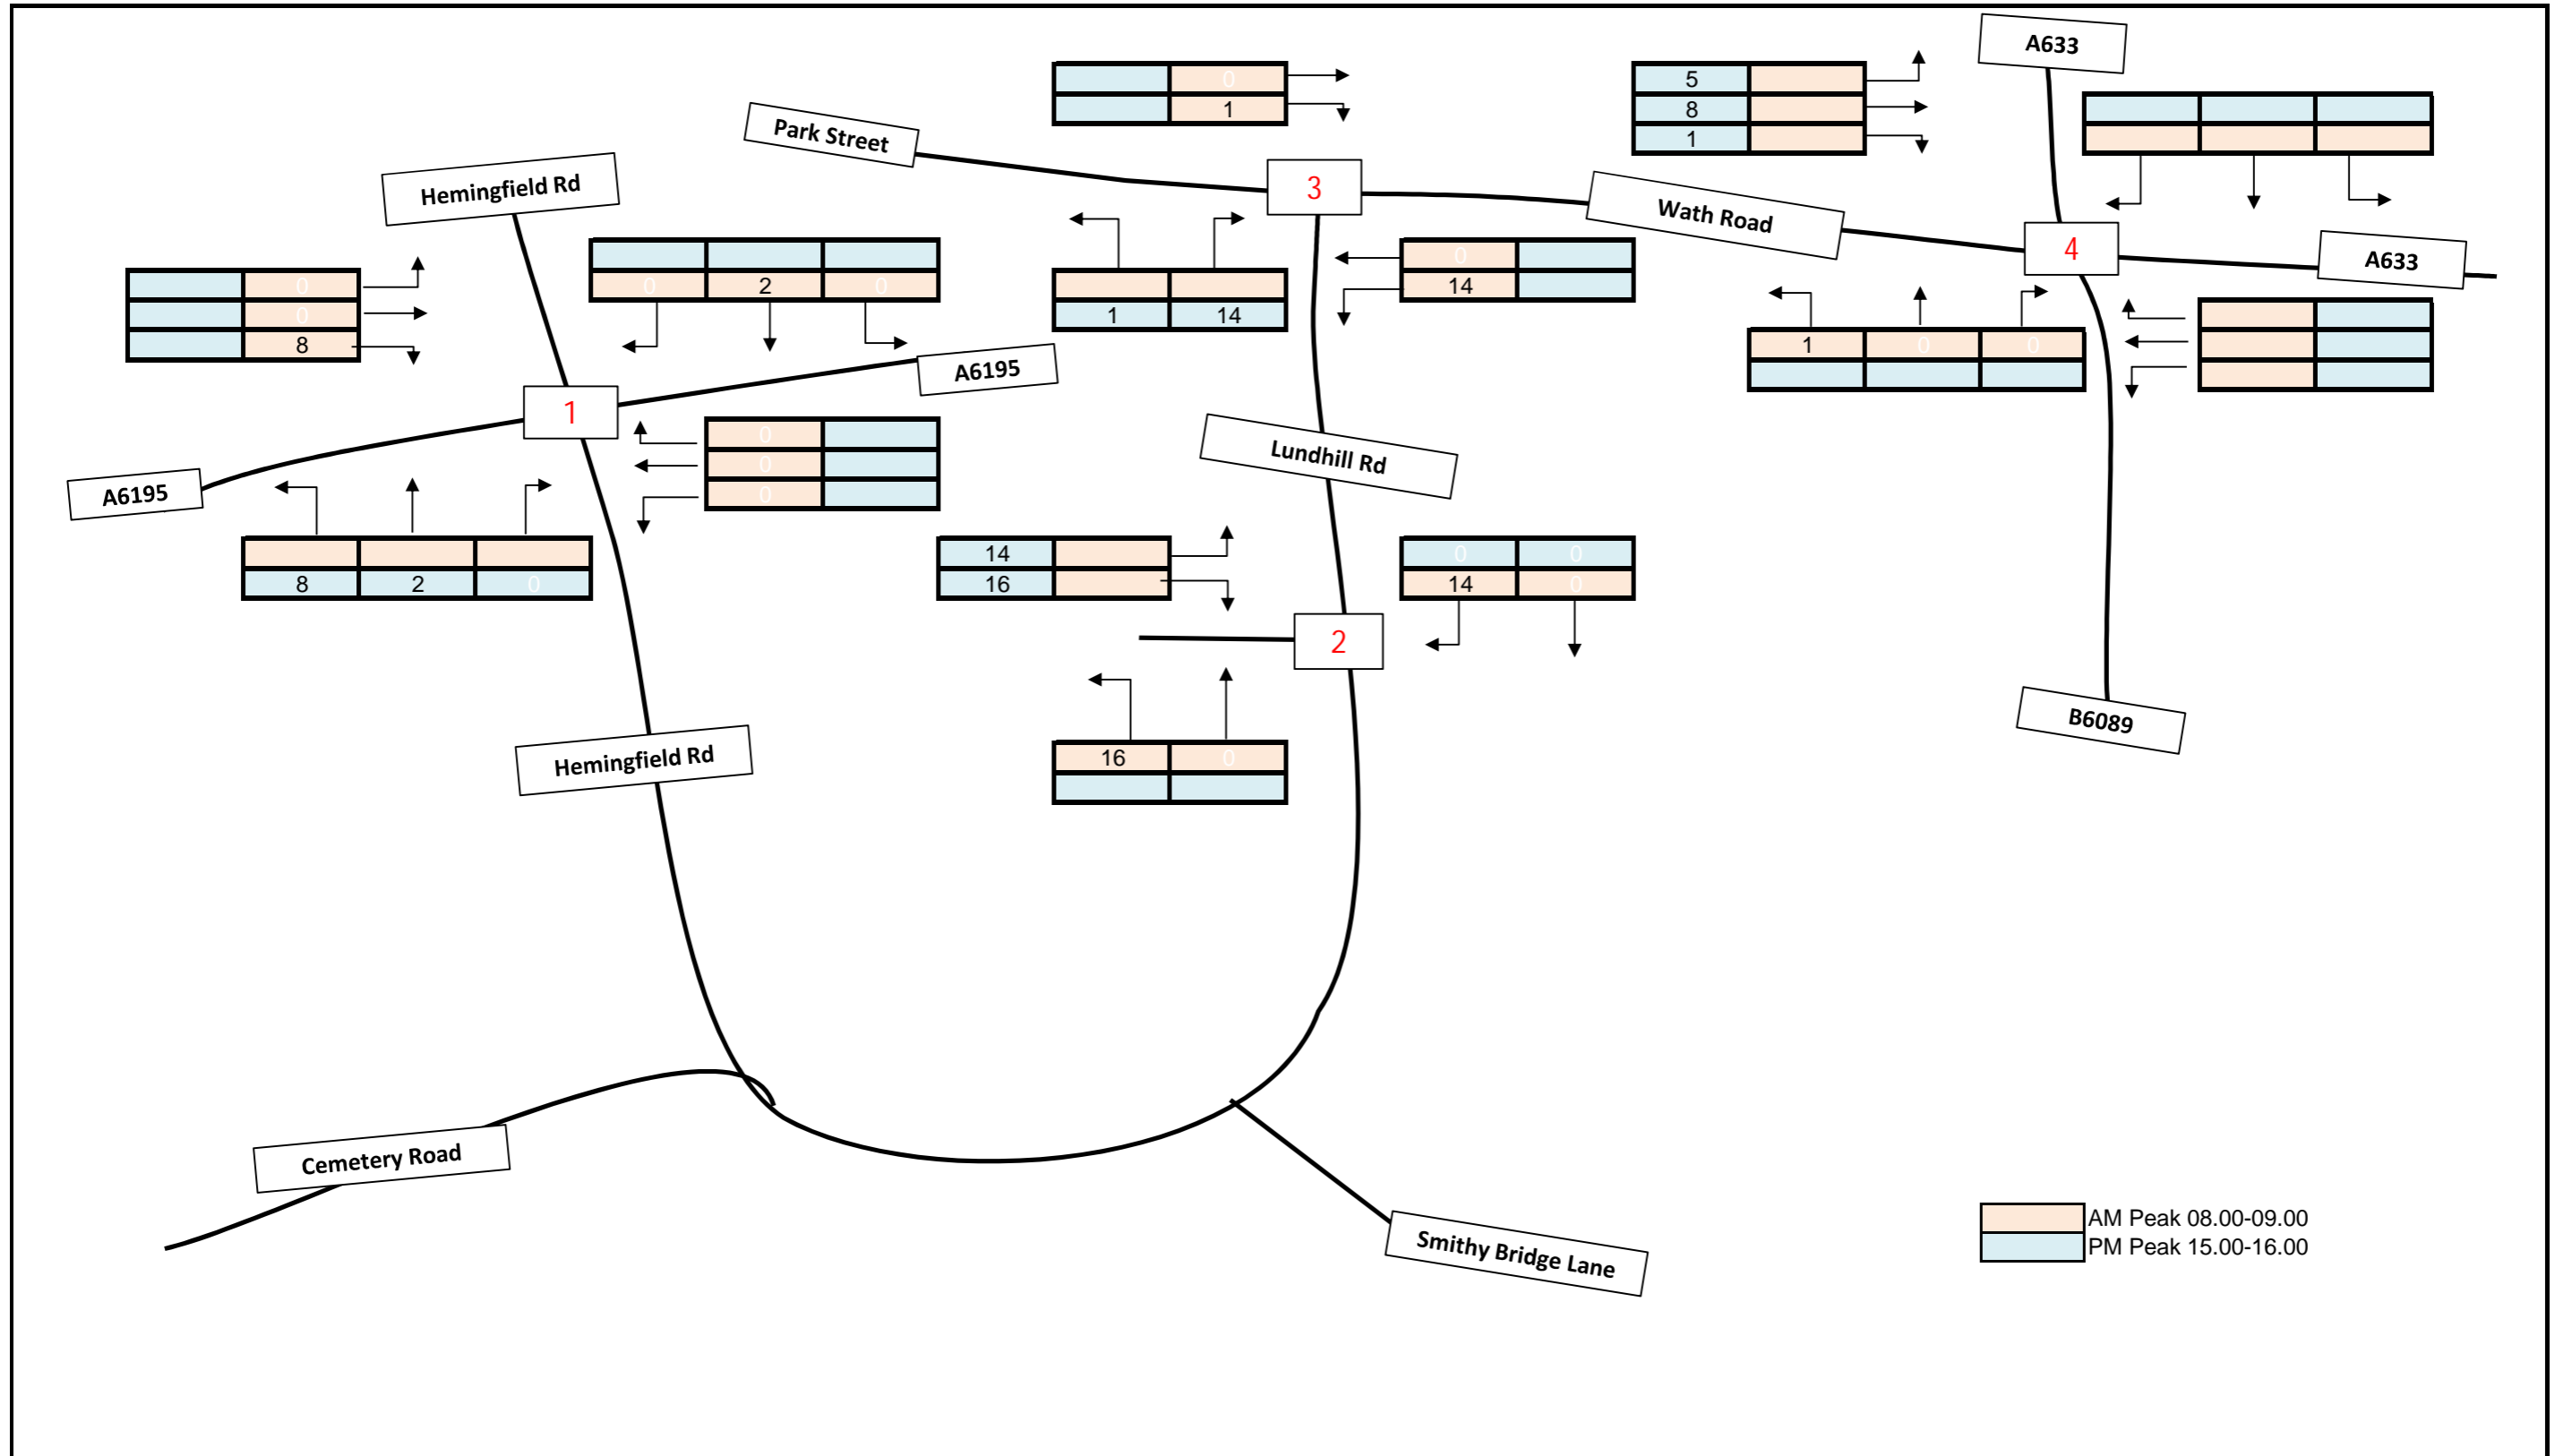 A633
0
1
5
8
1
Park Street
Hemingfield Rd
3
Wath Road
4
A633
0
0
8
0 2 0
0
14
1 14
1 0 0
A6195
1
A6195
0
0
0
Lundhill Rd
8 2 0
14
16
0 0
14 0
2
B6089
Hemingfield Rd
16 0
Cemetery Road
Smithy Bridge Lane
AM Peak 08.00-09.00
PM Peak 15.00-16.00